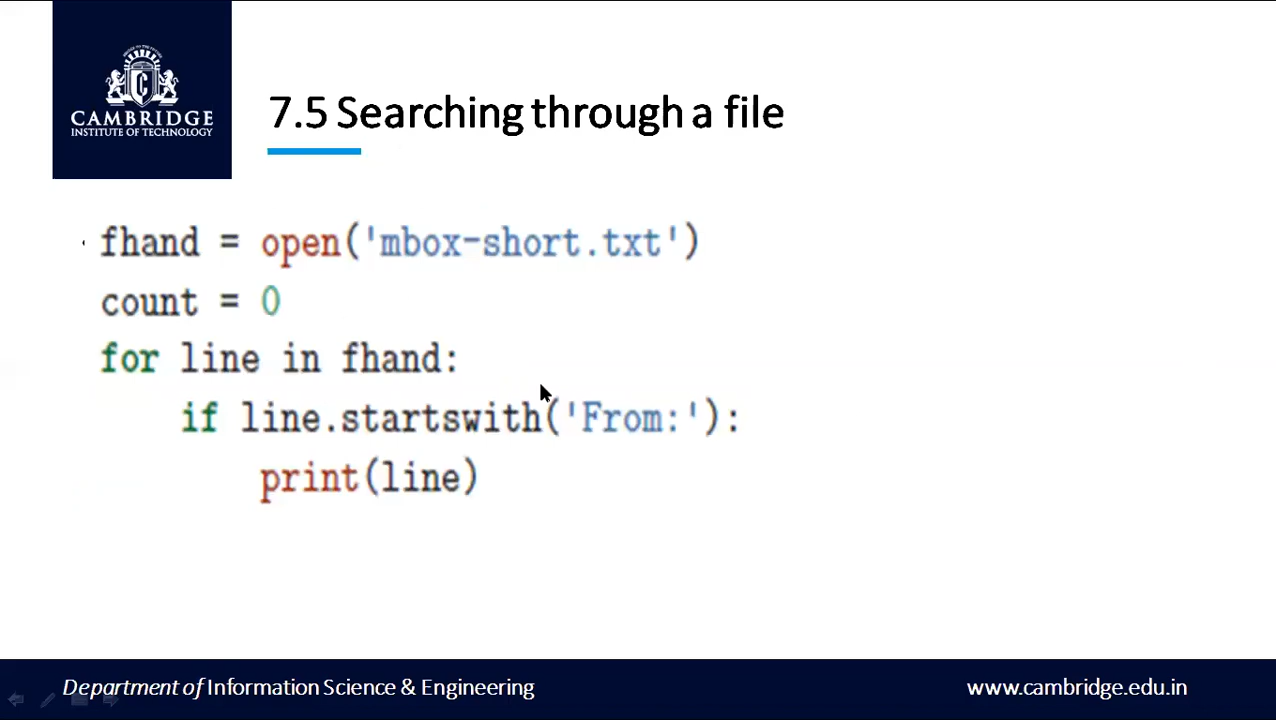 CAMBRIDGE
INSTITUTE OF TECHNOLOGY
7.5 Searching through a file
fhand = open('mbox-short.txt')
count = 0
for line in fhand:
    if line.startswith('From:'):
        print(line)
Department of Information Science & Engineering
www.cambridge.edu.in